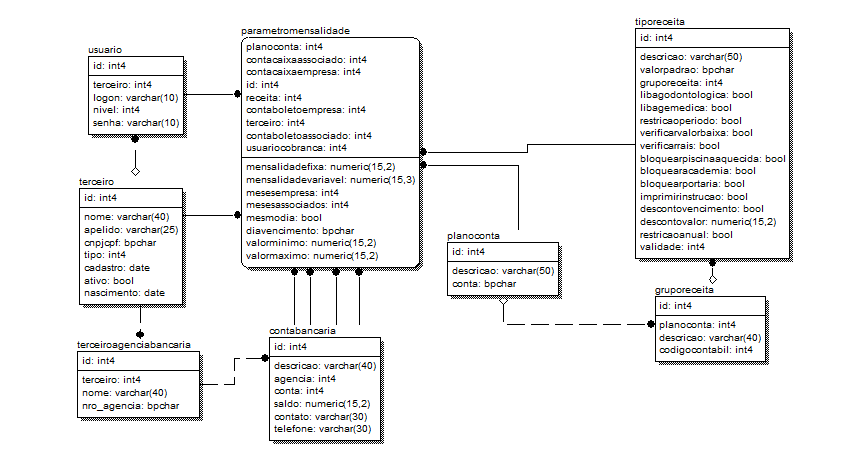 usuario
id: int4
terceiro: int4
logon: varchar(10)
nivel: int4
senha: varchar(10)
parametromensalidade
planoconta: int4
contacaixaassociado: int4
contacaixaempresa: int4
id: int4
receita: int4
contaboletoempresa: int4
terceiro: int4
contaboletoassociado: int4
usuariocobranca: int4
mensalidadefixa: numeric(15,2)
mensalidadevariavel: numeric(15,3)
mesesempresa: int4
mesesassociados: int4
mesmodia: bool
diavencimento: bpchar
valorminimo: numeric(15,2)
valormaximo: numeric(15,2)
tiporeceita
id: int4
descricao: varchar(50)
valorpadrao: bpchar
gruporeceita: int4
libagodontologica: bool
libagemedica: bool
restricaoperiodo: bool
verificarvalorbaixa: bool
verificarrais: bool
bloquearpiscinaaquecida: bool
bloquearacademia: bool
bloquearportaria: bool
imprimirinstrucao: bool
descontovencimento: bool
descontovalor: numeric(15,2)
restricaoanual: bool
validade: int4
terceiro
id: int4
nome: varchar(40)
apelido: varchar(25)
cnpjcpf: bpchar
tipo: int4
cadastro: date
ativo: bool
nascimento: date
planoconta
id: int4
descricao: varchar(50)
conta: bpchar
gruporeceita
id: int4
planoconta: int4
descricao: varchar(40)
codigocontabil: int4
terceiroagenciabancaria
id: int4
terceiro: int4
nome: varchar(40)
nro_agencia: bpchar
contabancaria
id: int4
descricao: varchar(40)
agencia: int4
conta: int4
saldo: numeric(15,2)
contato: varchar(30)
telefone: varchar(30)